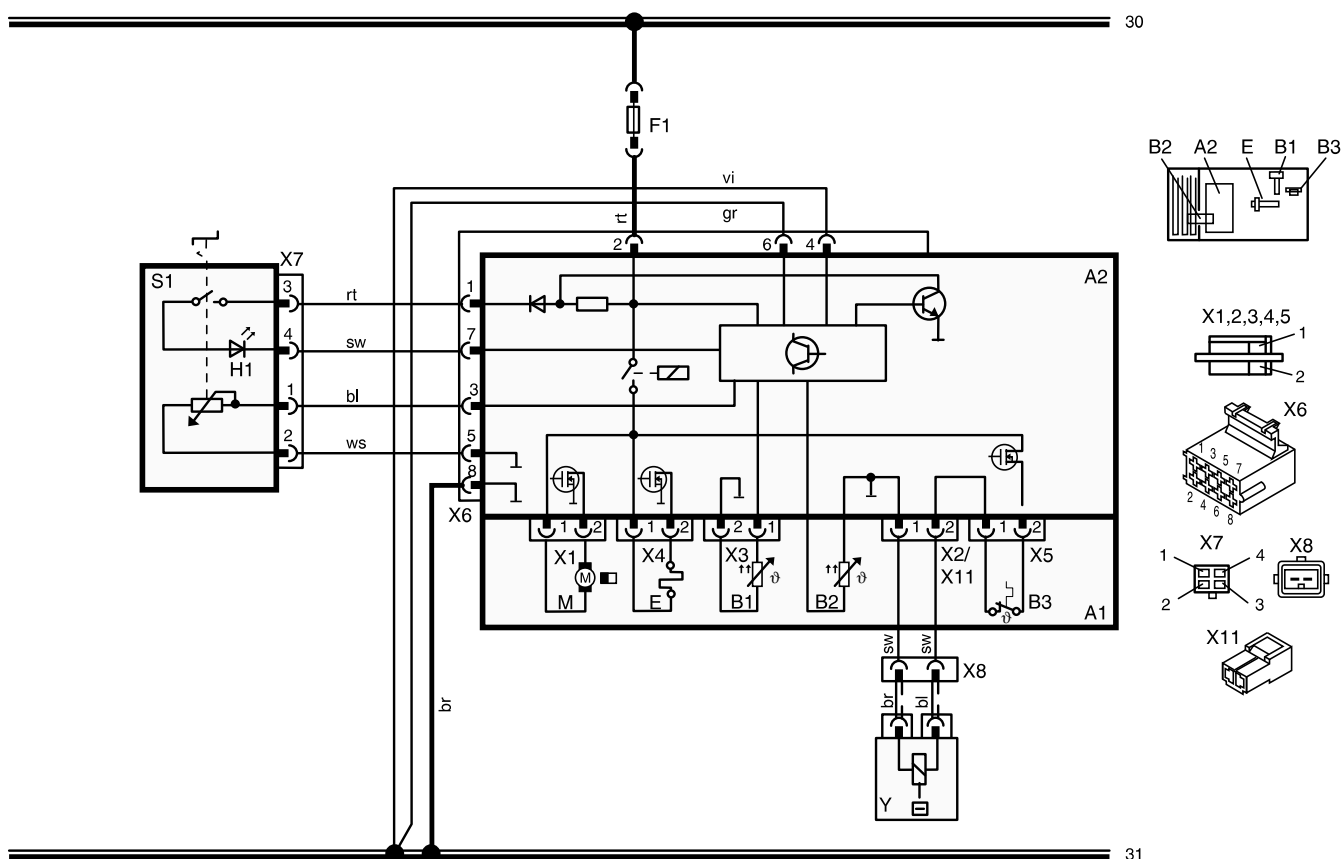 30
F1
vi
gr
rt
2
6
4
B2 A2 E B1 B3
S1
X7
3
rt
1
A2
4
sw
7
H1
1
bl
3
2
ws
5
8
X6
X1,2,3,4,5
1
2
X6
1 3 5 7
2 4 6 8
1 2
1 2
2 1
1 2
1 2
X1
X4
X3
X2/
X11
X5
M
M
E
B1
ϑ
B2
ϑ
B3
ϑ
A1
X7
1 4
2 3
X8
X11
sw
sw
X8
br
br
bl
Y
31